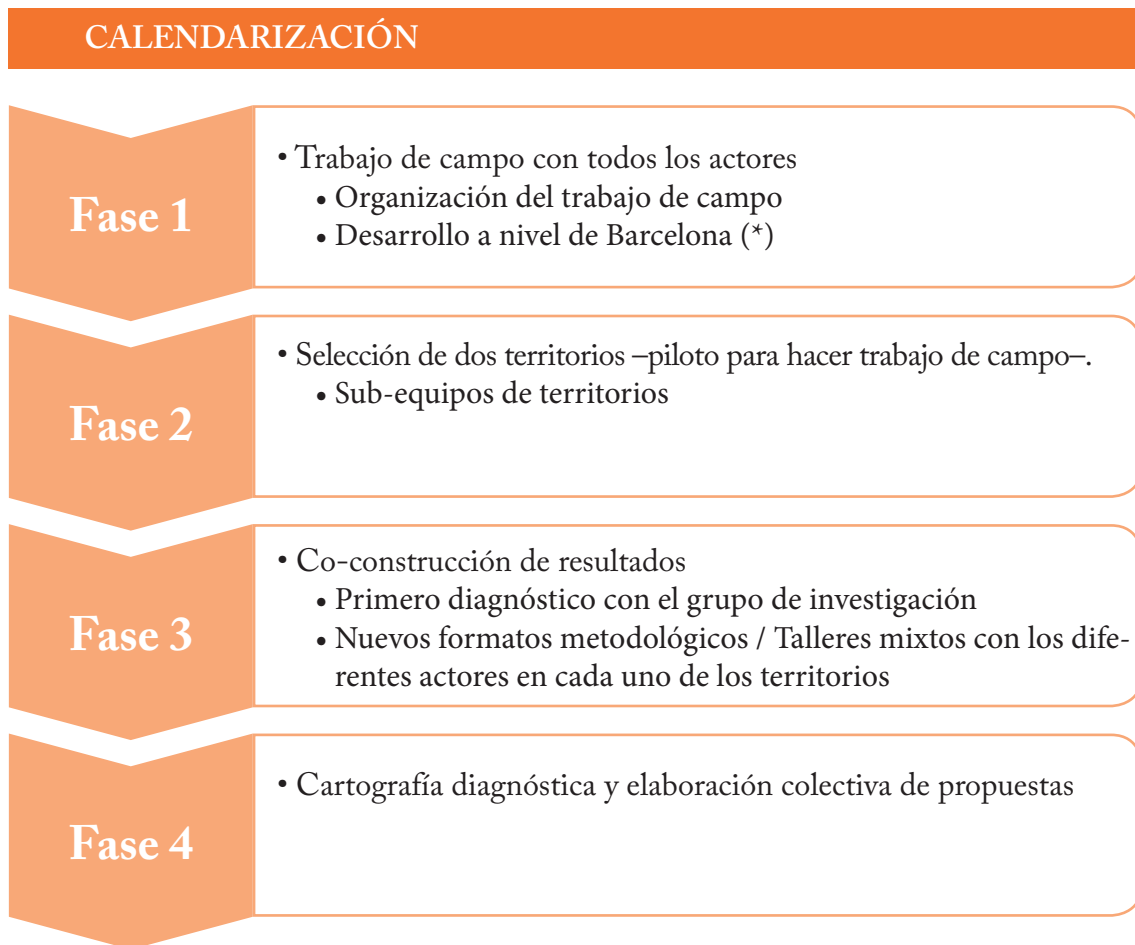 CALENDARIZACIÓN
Fase 1
• Trabajo de campo con todos los actores
• Organización del trabajo de campo
• Desarrollo a nivel de Barcelona (*)
Fase 2
• Selección de dos territorios –piloto para hacer trabajo de campo–.
• Sub-equipos de territorios
Fase 3
• Co-construcción de resultados
• Primero diagnóstico con el grupo de investigación
• Nuevos formatos metodológicos / Talleres mixtos con los dife-
rentes actores en cada uno de los territorios
Fase 4
• Cartografía diagnóstica y elaboración colectiva de propuestas